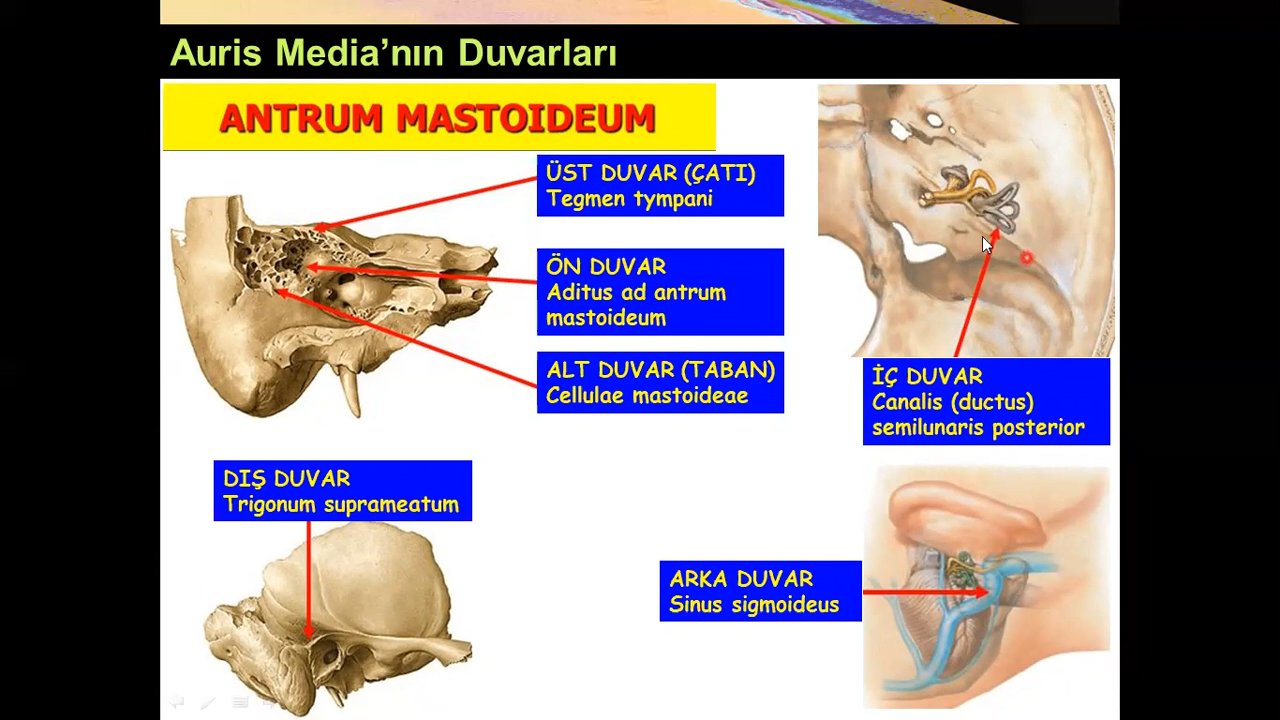 Auris Media’nın Duvarları
ANTRUM MASTOIDEUM
ÜST DUVAR (ÇATI)
Tegmen tympani
ÖN DUVAR
Aditus ad antrum
mastoideum
ALT DUVAR (TABAN)
Cellulae mastoideae
İÇ DUVAR
Canalis (ductus)
semilunaris posterior
DIŞ DUVAR
Trigonum suprameatum
ARKA DUVAR
Sinus sigmoideus